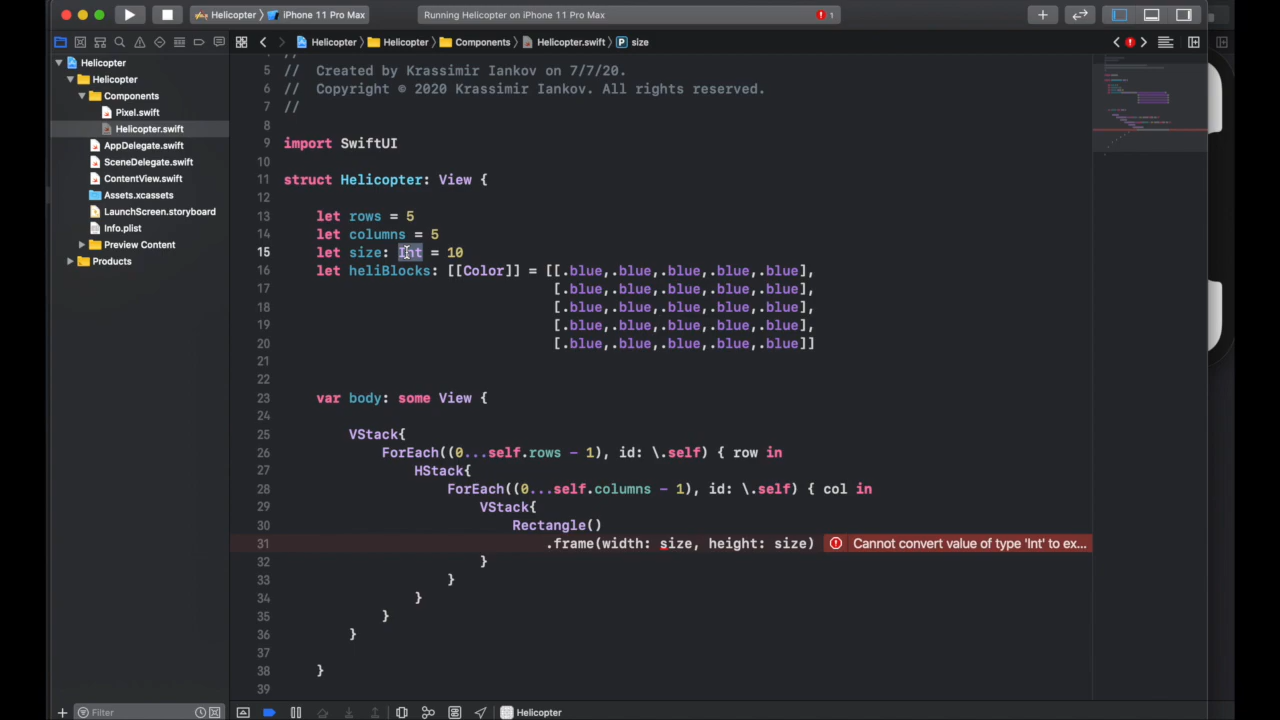 Helicopter › iPhone 11 Pro Max
Running Helicopter on iPhone 11 Pro Max
1
Helicopter › Helicopter › Components › Helicopter.swift › P size
Helicopter
Helicopter
Components
Pixel.swift
Helicopter.swift
AppDelegate.swift
SceneDelegate.swift
ContentView.swift
Assets.xcassets
LaunchScreen.storyboard
Info.plist
Preview Content
Products
Filter
5 //  Created by Krassimir Iankov on 7/7/20.
6 //  Copyright © 2020 Krassimir Iankov. All rights reserved.
7 //
8
9 import SwiftUI
10
11 struct Helicopter: View {
12
13     let rows = 5
14     let columns = 5
15     let size: Int = 10
16     let heliBlocks: [[Color]] = [[.blue,.blue,.blue,.blue,.blue],
17                                  [.blue,.blue,.blue,.blue,.blue],
18                                  [.blue,.blue,.blue,.blue,.blue],
19                                  [.blue,.blue,.blue,.blue,.blue],
20                                  [.blue,.blue,.blue,.blue,.blue]]
21
22
23     var body: some View {
24
25         VStack{
26             ForEach((0...self.rows - 1), id: \.self) { row in
27                 HStack{
28                     ForEach((0...self.columns - 1), id: \.self) { col in
29                         VStack{
30                             Rectangle()
31                                 .frame(width: size, height: size) Cannot convert value of type 'Int' to ex...
32                         }
33                     }
34                 }
35             }
36         }
37
38     }
39
Helicopter